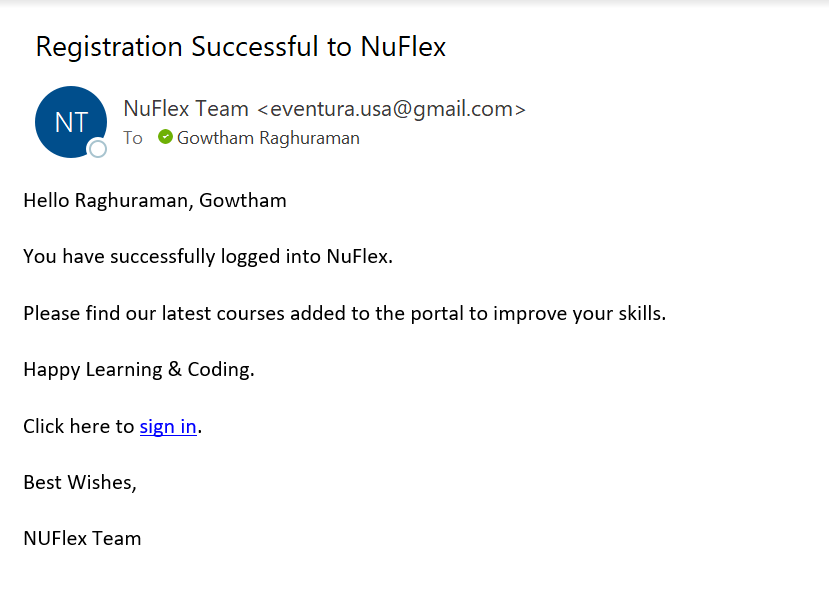 Registration Successful to NuFlex
NT
NuFlex Team <eventura.usa@gmail.com>
To Gowtham Raghuraman
Hello Raghuraman, Gowtham
You have successfully logged into NuFlex.
Please find our latest courses added to the portal to improve your skills.
Happy Learning & Coding.
Click here to sign in.
Best Wishes,
NUFlex Team